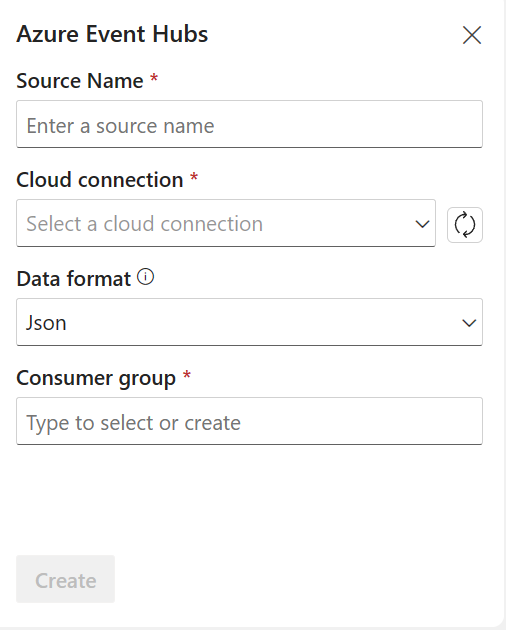 Azure Event Hubs
Source Name *
Enter a source name
Cloud connection *
Select a cloud connection
Data format
Json
Consumer group *
Type to select or create
Create